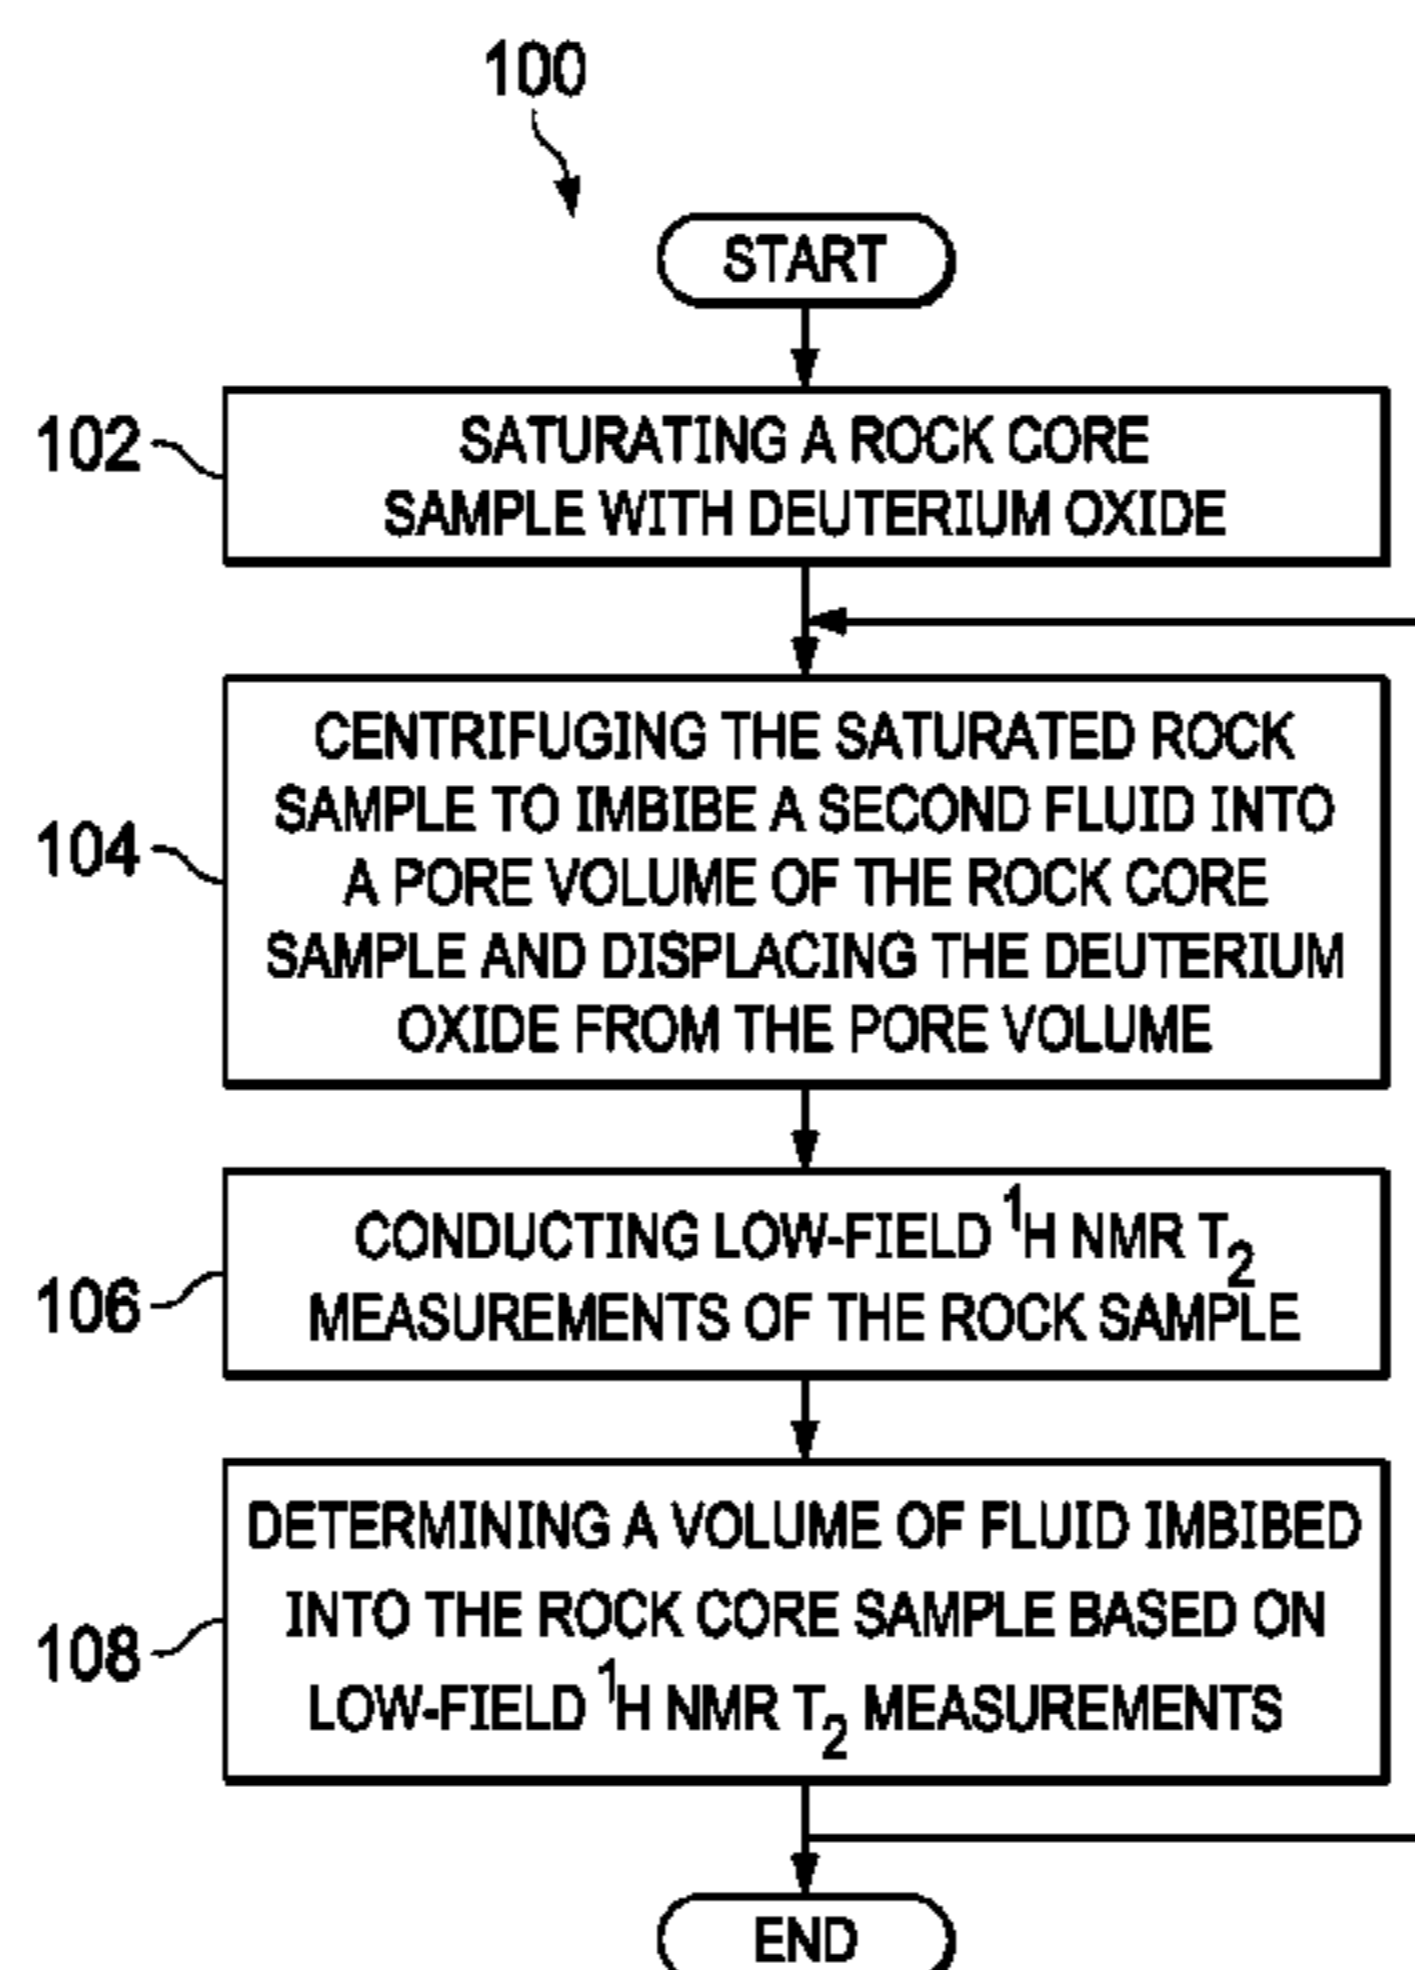 100
START
102
SATURATING A ROCK CORE
SAMPLE WITH DEUTERIUM OXIDE
104
CENTRIFUGING THE SATURATED ROCK
SAMPLE TO IMBIBE A SECOND FLUID INTO
A PORE VOLUME OF THE ROCK CORE
SAMPLE AND DISPLACING THE DEUTERIUM
OXIDE FROM THE PORE VOLUME
106
CONDUCTING LOW-FIELD ¹H NMR T₂
MEASUREMENTS OF THE ROCK SAMPLE
108
DETERMINING A VOLUME OF FLUID IMBIBED
INTO THE ROCK CORE SAMPLE BASED ON
LOW-FIELD ¹H NMR T₂ MEASUREMENTS
END